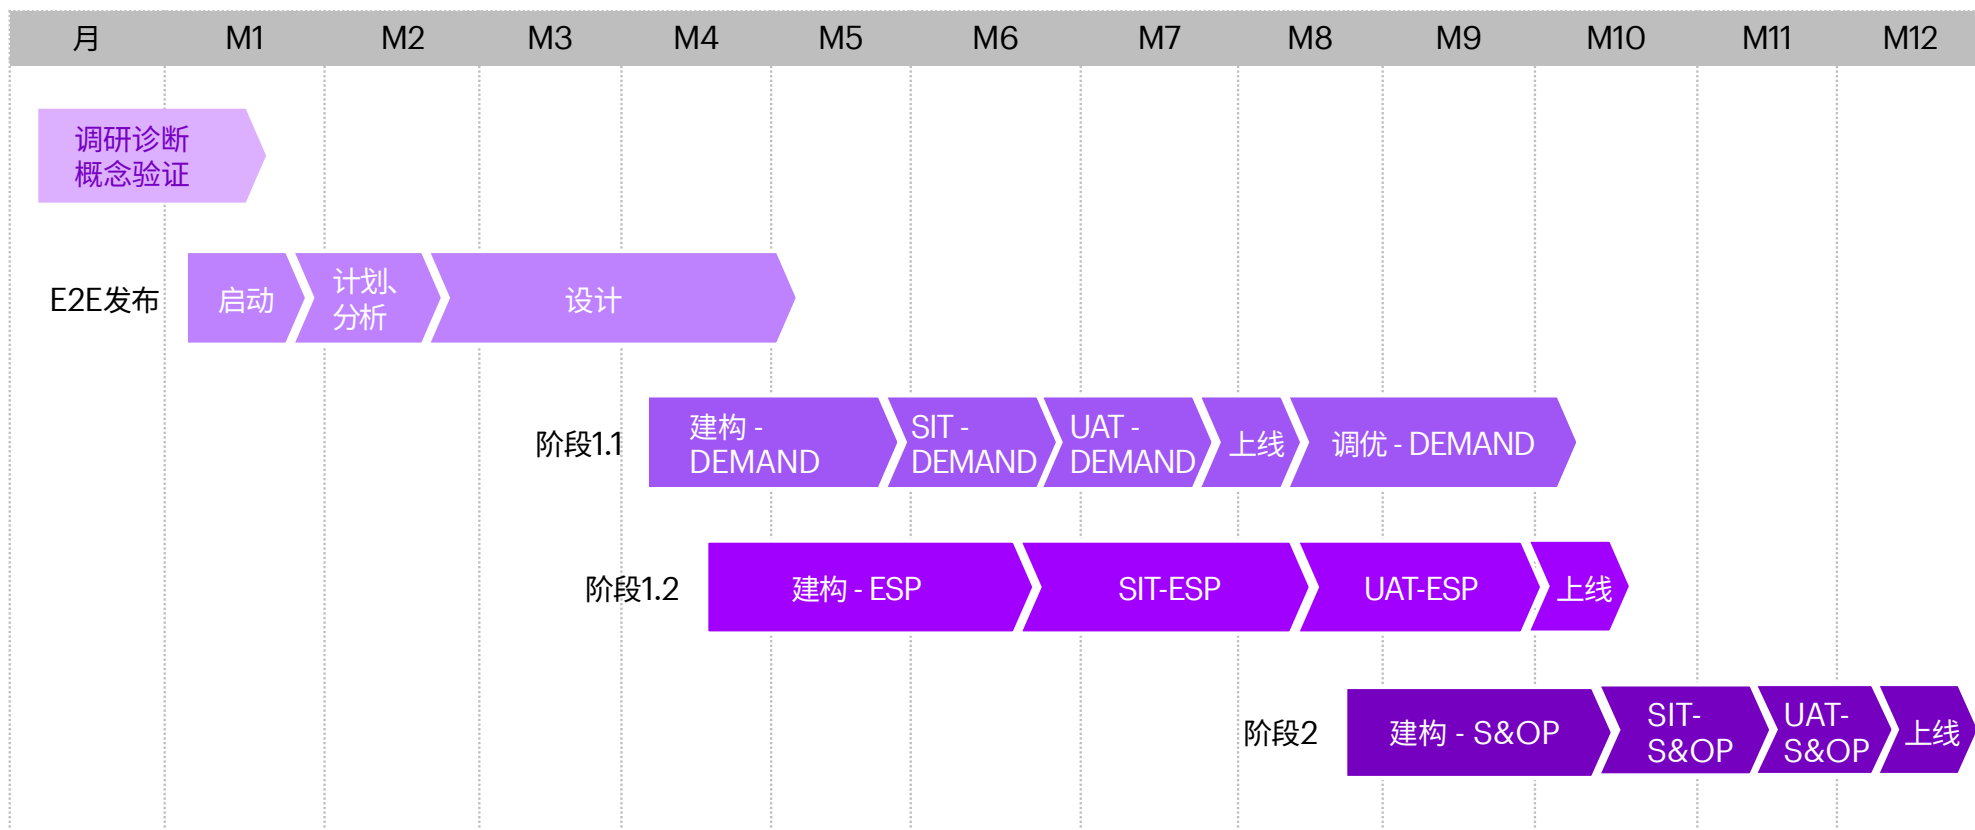 月 M1 M2 M3 M4 M5 M6 M7 M8 M9 M10 M11 M12
调研诊断
概念验证
E2E发布
启动
计划、
分析
设计
阶段1.1
建构 -
DEMAND
SIT -
DEMAND
UAT -
DEMAND
上线
调优 - DEMAND
阶段1.2
建构 - ESP
SIT-ESP
UAT-ESP
上线
阶段2
建构 - S&OP
SIT-
S&OP
UAT-
S&OP
上线